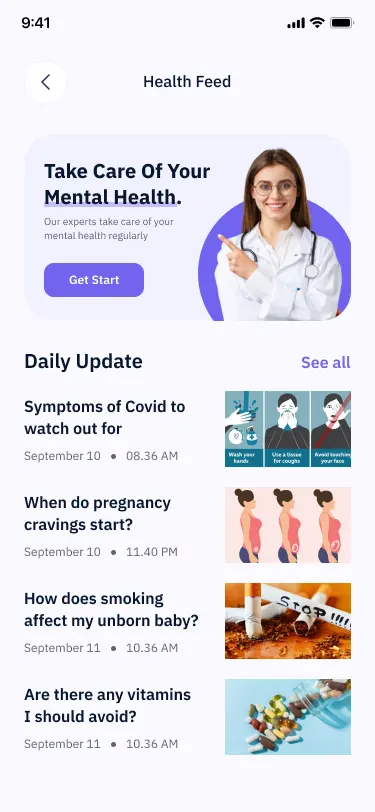 9:41
Health Feed
Take Care Of Your
Mental Health.
Our experts take care of your
mental health regularly
Get Start
Daily Update
See all
Symptoms of Covid to
watch out for
September 10 ● 08.36 AM
Wash your
hands
Use a tissue
for coughs
Avoid touching
your face
When do pregnancy
cravings start?
September 10 ● 11.40 PM
How does smoking
affect my unborn baby?
September 11 ● 10.36 AM
STOP!!!!
Are there any vitamins
I should avoid?
September 11 ● 10.36 AM